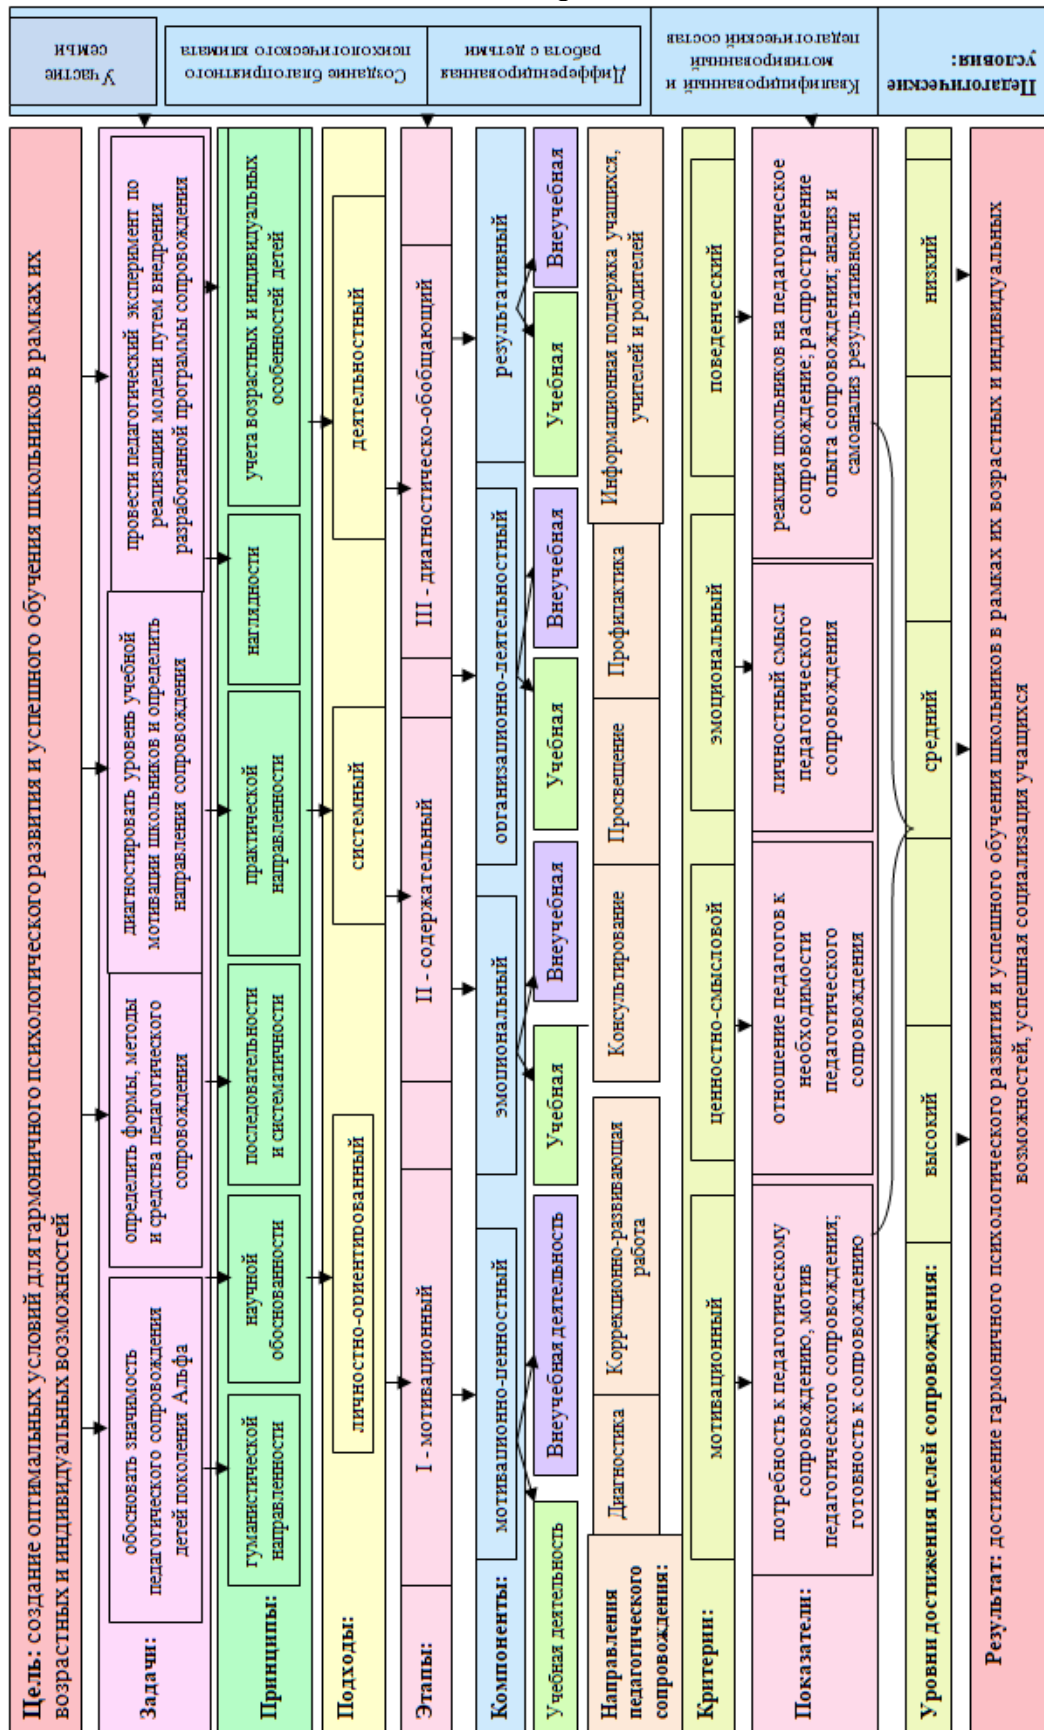 Цель: создание оптимальных условий для гармоничного психологического развития и успешного обучения школьников в рамках их
возрастных и индивидуальных возможностей
Задачи:
обосновать значимость
педагогического сопровождения
детей поколения Альфа
определить формы, методы
и средства педагогического
сопровождения
диагностировать уровень учебной
мотивации школьников и определить
направления сопровождения
провести педагогический эксперимент по
реализации модели путем внедрения
разработанной программы сопровождения
Принципы:
гуманистической
направленности
научной
обоснованности
последовательности
и систематичности
практической
направленности
наглядности
учета возрастных и индивидуальных
особенностей детей
Подходы:
личностно-ориентированный
системный
деятельностный
Этапы:
I - мотивационный
II - содержательный
III - диагностическо-обобщающий
Компоненты:
мотивационно-ценностный
эмоциональный
организационно-деятельностный
результативный
Учебная деятельность
Внеучебная деятельность
Учебная
Внеучебная
Учебная
Внеучебная
Учебная
Внеучебная
Направления
педагогического
сопровождения:
Диагностика
Коррекционно-развивающая
работа
Консультирование
Просвещение
Профилактика
Информационная поддержка учащихся,
учителей и родителей
Критерии:
мотивационный
ценностно-смысловой
эмоциональный
поведенческий
Показатели:
потребность к педагогическому
сопровождению, мотив
педагогического сопровождения;
готовность к сопровождению
отношение педагогов к
необходимости
педагогического
сопровождения
личностный смысл
педагогического
сопровождения
реакция школьников на педагогическое
сопровождение; распространение
опыта сопровождения; анализ и
самоанализ результативности
Уровни достижения целей сопровождения:
высокий
средний
низкий
Результат: достижение гармоничного психологического развития и успешного обучения школьников в рамках их возрастных и индивидуальных
возможностей, успешная социализация учащихся
Педагогические
условия:
Квалифицированный и
мотивированный
педагогический состав
Дифференцированная
работа с детьми
Создание благоприятного
психологического климата
Участие
семьи